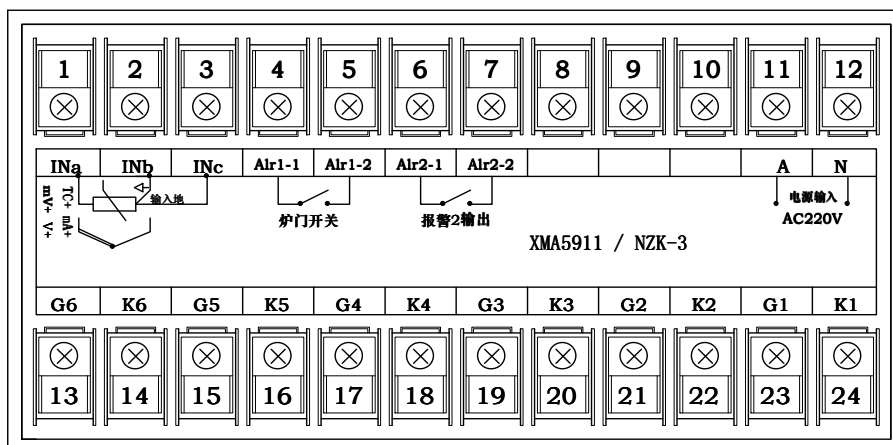 1 2 3 4 5 6 7 8 9 10 11 12
INa INb INc Alr1-1 Alr1-2 Alr2-1 Alr2-2 A N
TC+ mA+
mV+ V+
输入地
炉门开关
报警2输出
电源输入
AC220V
XMA5911 / NZK-3
G6 K6 G5 K5 G4 K4 G3 K3 G2 K2 G1 K1
13 14 15 16 17 18 19 20 21 22 23 24